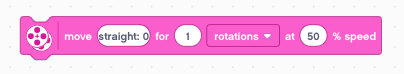 move straight: 0 for 1 rotations at 50 % speed